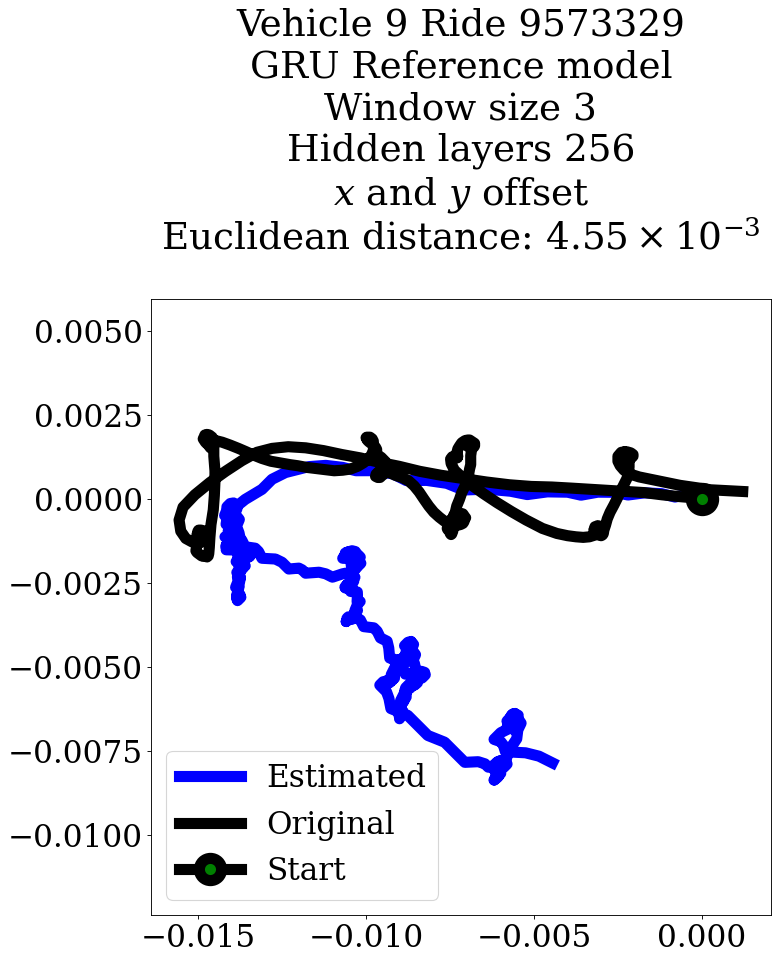 Vehicle 9 Ride 9573329
GRU Reference model
Window size 3
Hidden layers 256
x and y offset
Euclidean distance: 4.55 × 10⁻³
0.0050
0.0025
0.0000
−0.0025
−0.0050
−0.0075
−0.0100
Estimated
Original
Start
−0.015 −0.010 −0.005 0.000